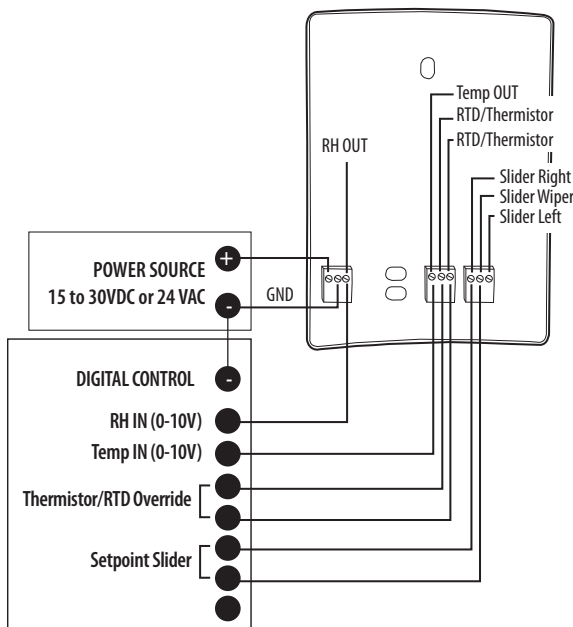 Temp OUT
RTD/Thermistor
RTD/Thermistor
RH OUT
Slider Right
Slider Wiper
Slider Left
+
POWER SOURCE
15 to 30VDC or 24 VAC
-
GND
DIGITAL CONTROL
-
RH IN (0-10V)
Temp IN (0-10V)
Thermistor/RTD Override
Setpoint Slider